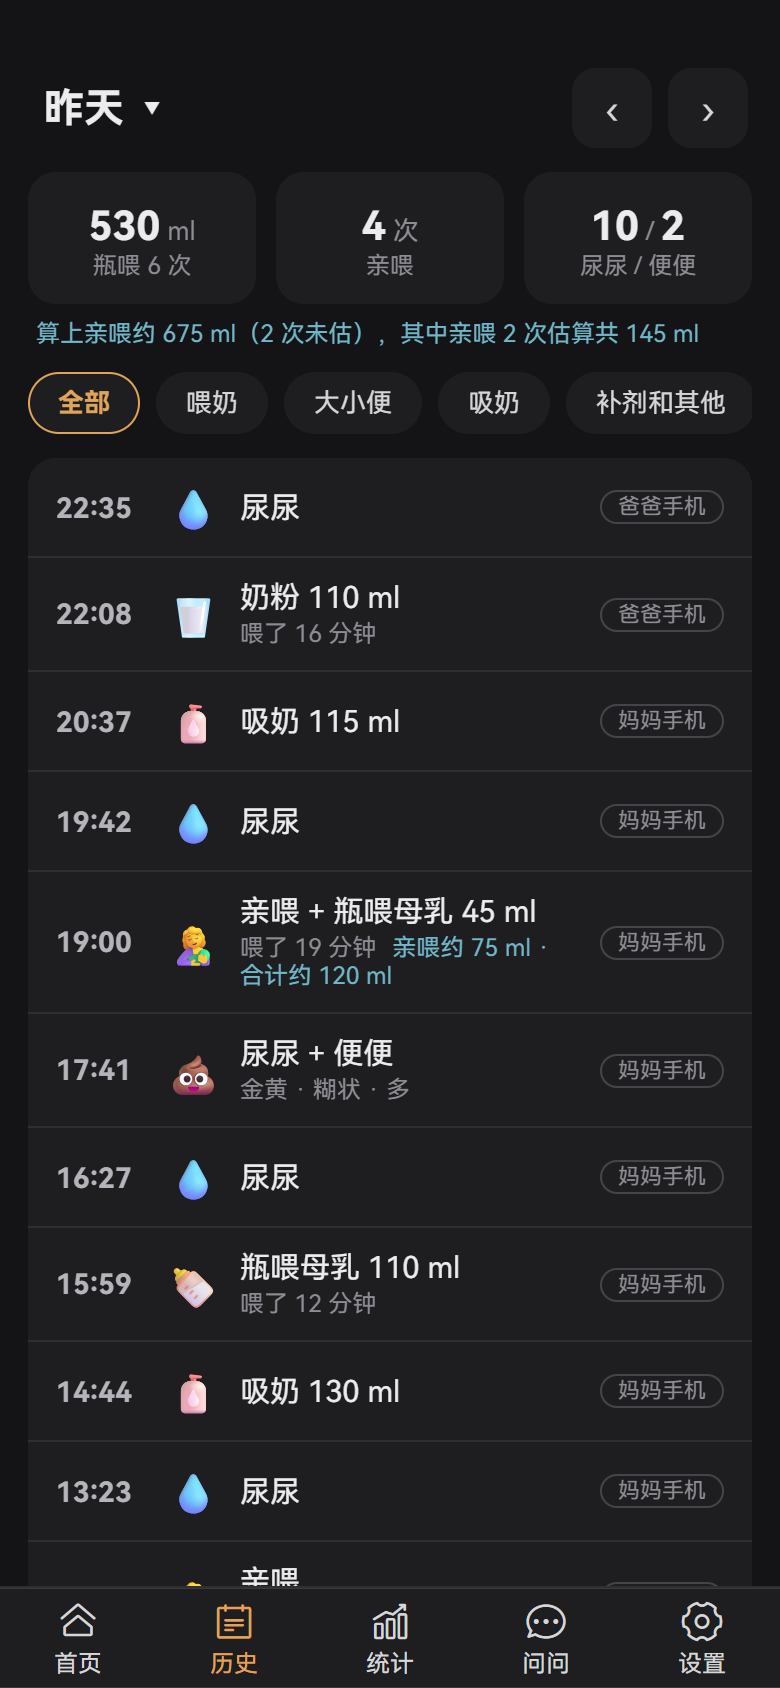 昨天 ▼
‹ ›
530 ml
瓶喂 6 次
4 次
亲喂
10 / 2
尿尿 / 便便
算上亲喂约 675 ml（2 次未估），其中亲喂 2 次估算共 145 ml
全部 喂奶 大小便 吸奶 补剂和其他
22:35 尿尿 爸爸手机
22:08 奶粉 110 ml 爸爸手机
喂了 16 分钟
20:37 吸奶 115 ml 妈妈手机
19:42 尿尿 妈妈手机
19:00 亲喂 + 瓶喂母乳 45 ml 妈妈手机
喂了 19 分钟 亲喂约 75 ml ·
合计约 120 ml
17:41 尿尿 + 便便 妈妈手机
金黄 · 糊状 · 多
16:27 尿尿 妈妈手机
15:59 瓶喂母乳 110 ml 妈妈手机
喂了 12 分钟
14:44 吸奶 130 ml 妈妈手机
13:23 尿尿 妈妈手机
亲喂
首页 历史 统计 问问 设置